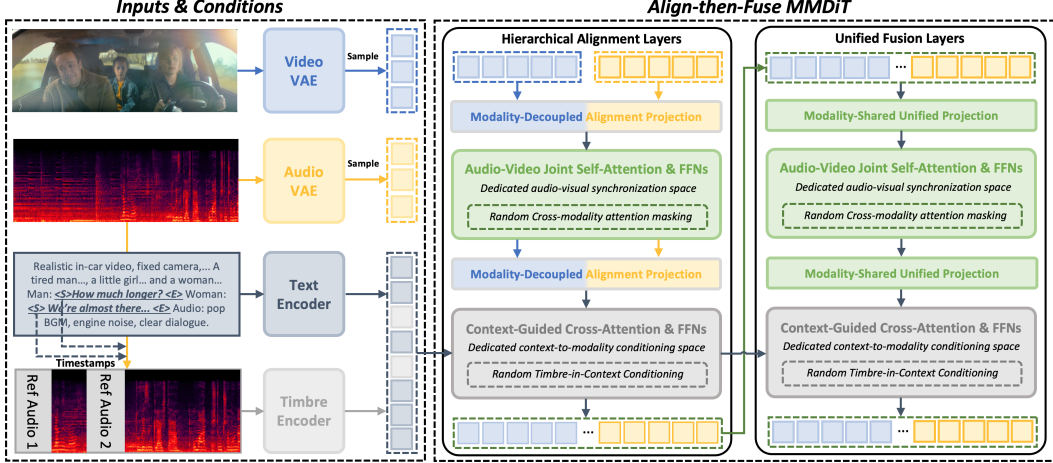 Inputs & Conditions
Align-then-Fuse MMDiT
Video
VAE
Sample
Audio
VAE
Sample
Realistic in-car video, fixed camera,... A
tired man..., a little girl... and a woman...
Man: <S>How much longer? <E> Woman:
<S> We're almost there... <E> Audio: pop
BGM, engine noise, clear dialogue.
Text
Encoder
Timestamps
Ref Audio 1
Ref Audio 2
Timbre
Encoder
Hierarchical Alignment Layers
Modality-Decoupled Alignment Projection
Audio-Video Joint Self-Attention & FFNs
Dedicated audio-visual synchronization space
Random Cross-modality attention masking
Modality-Decoupled Alignment Projection
Context-Guided Cross-Attention & FFNs
Dedicated context-to-modality conditioning space
Random Timbre-in-Context Conditioning
...
Unified Fusion Layers
...
Modality-Shared Unified Projection
Audio-Video Joint Self-Attention & FFNs
Dedicated audio-visual synchronization space
Random Cross-modality attention masking
Modality-Shared Unified Projection
Context-Guided Cross-Attention & FFNs
Dedicated context-to-modality conditioning space
Random Timbre-in-Context Conditioning
...